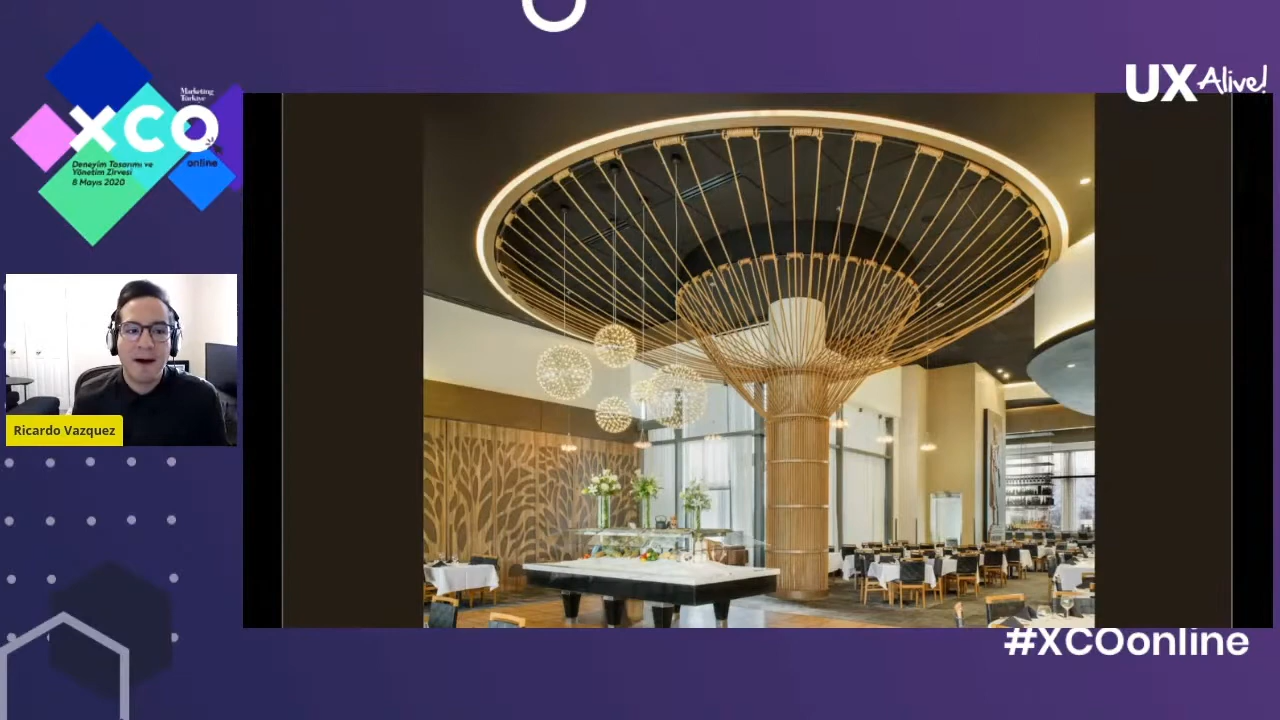 UX Alive!
Marketing
Türkiye
XCO
online
Deneyim Tasarımı ve
Yönetim Zirvesi
8 Mayıs 2020
Ricardo Vazquez
#XCOonline